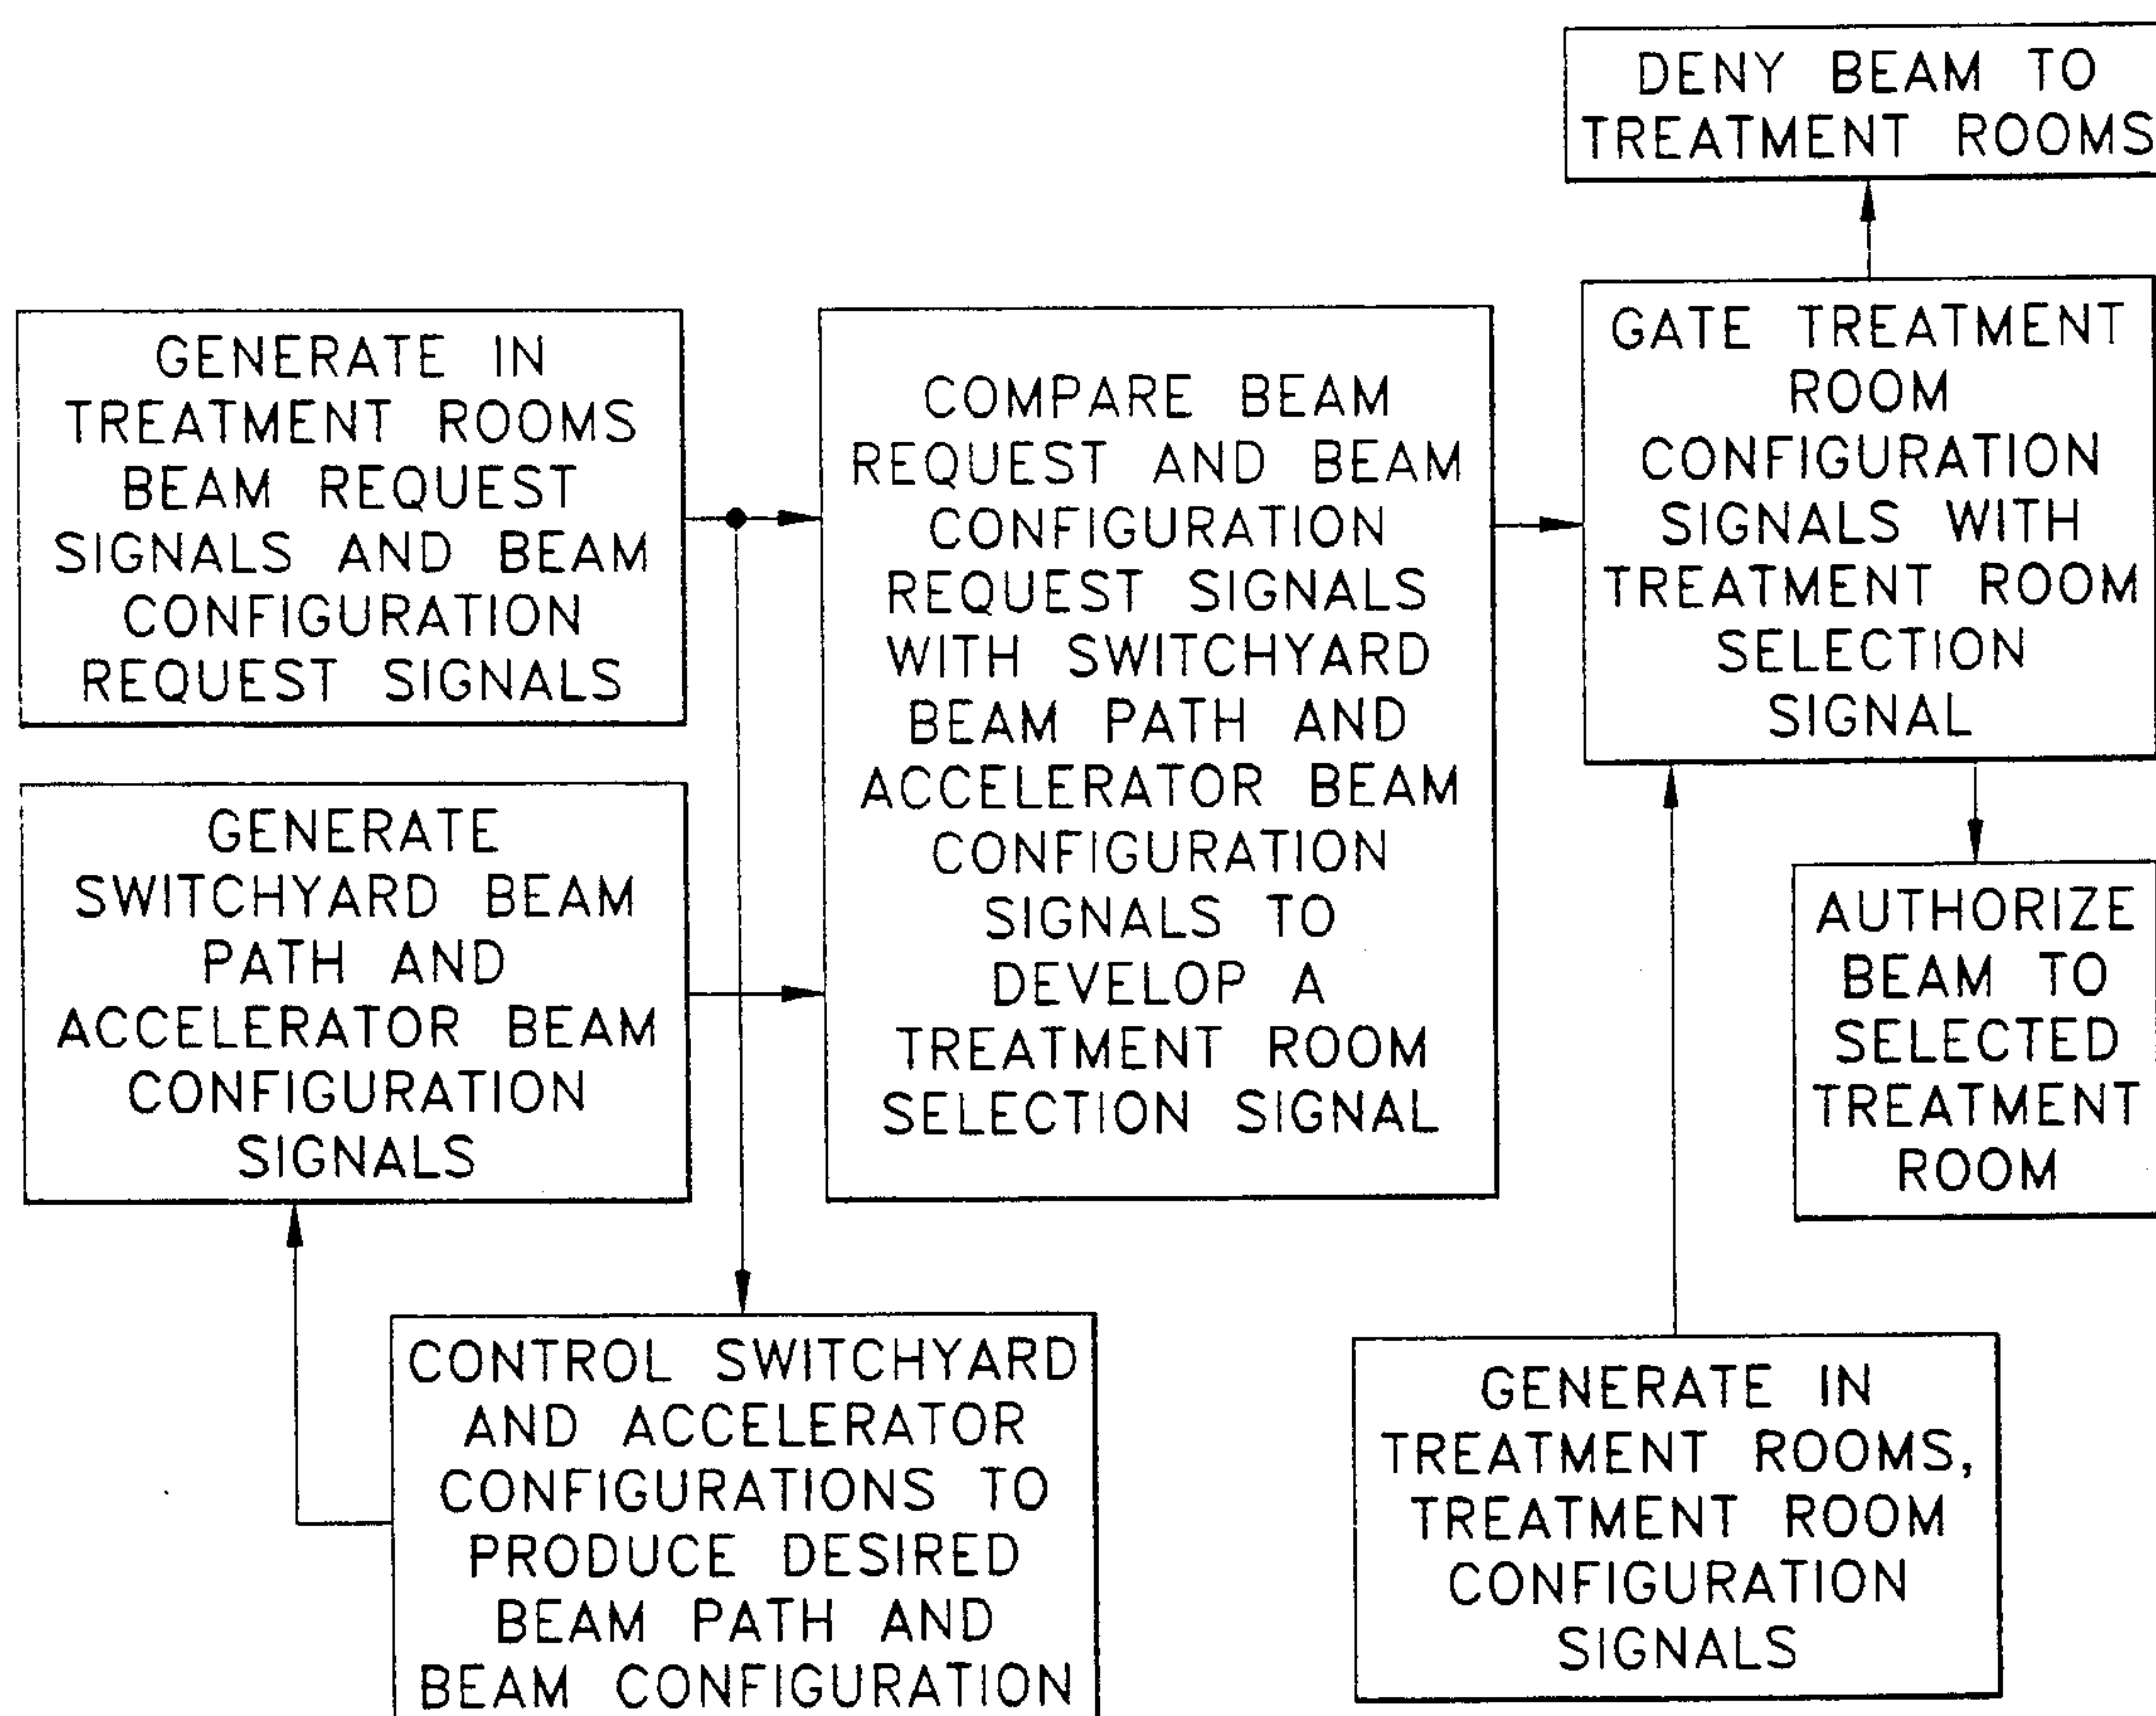 DENY BEAM TO
TREATMENT ROOMS
GENERATE IN
TREATMENT ROOMS
BEAM REQUEST
SIGNALS AND BEAM
CONFIGURATION
REQUEST SIGNALS
COMPARE BEAM
REQUEST AND BEAM
CONFIGURATION
REQUEST SIGNALS
WITH SWITCHYARD
BEAM PATH AND
ACCELERATOR BEAM
CONFIGURATION
SIGNALS TO
DEVELOP A
TREATMENT ROOM
SELECTION SIGNAL
GATE TREATMENT
ROOM
CONFIGURATION
SIGNALS WITH
TREATMENT ROOM
SELECTION
SIGNAL
GENERATE
SWITCHYARD BEAM
PATH AND
ACCELERATOR BEAM
CONFIGURATION
SIGNALS
AUTHORIZE
BEAM TO
SELECTED
TREATMENT
ROOM
CONTROL SWITCHYARD
AND ACCELERATOR
CONFIGURATIONS TO
PRODUCE DESIRED
BEAM PATH AND
BEAM CONFIGURATION
GENERATE IN
TREATMENT ROOMS,
TREATMENT ROOM
CONFIGURATION
SIGNALS